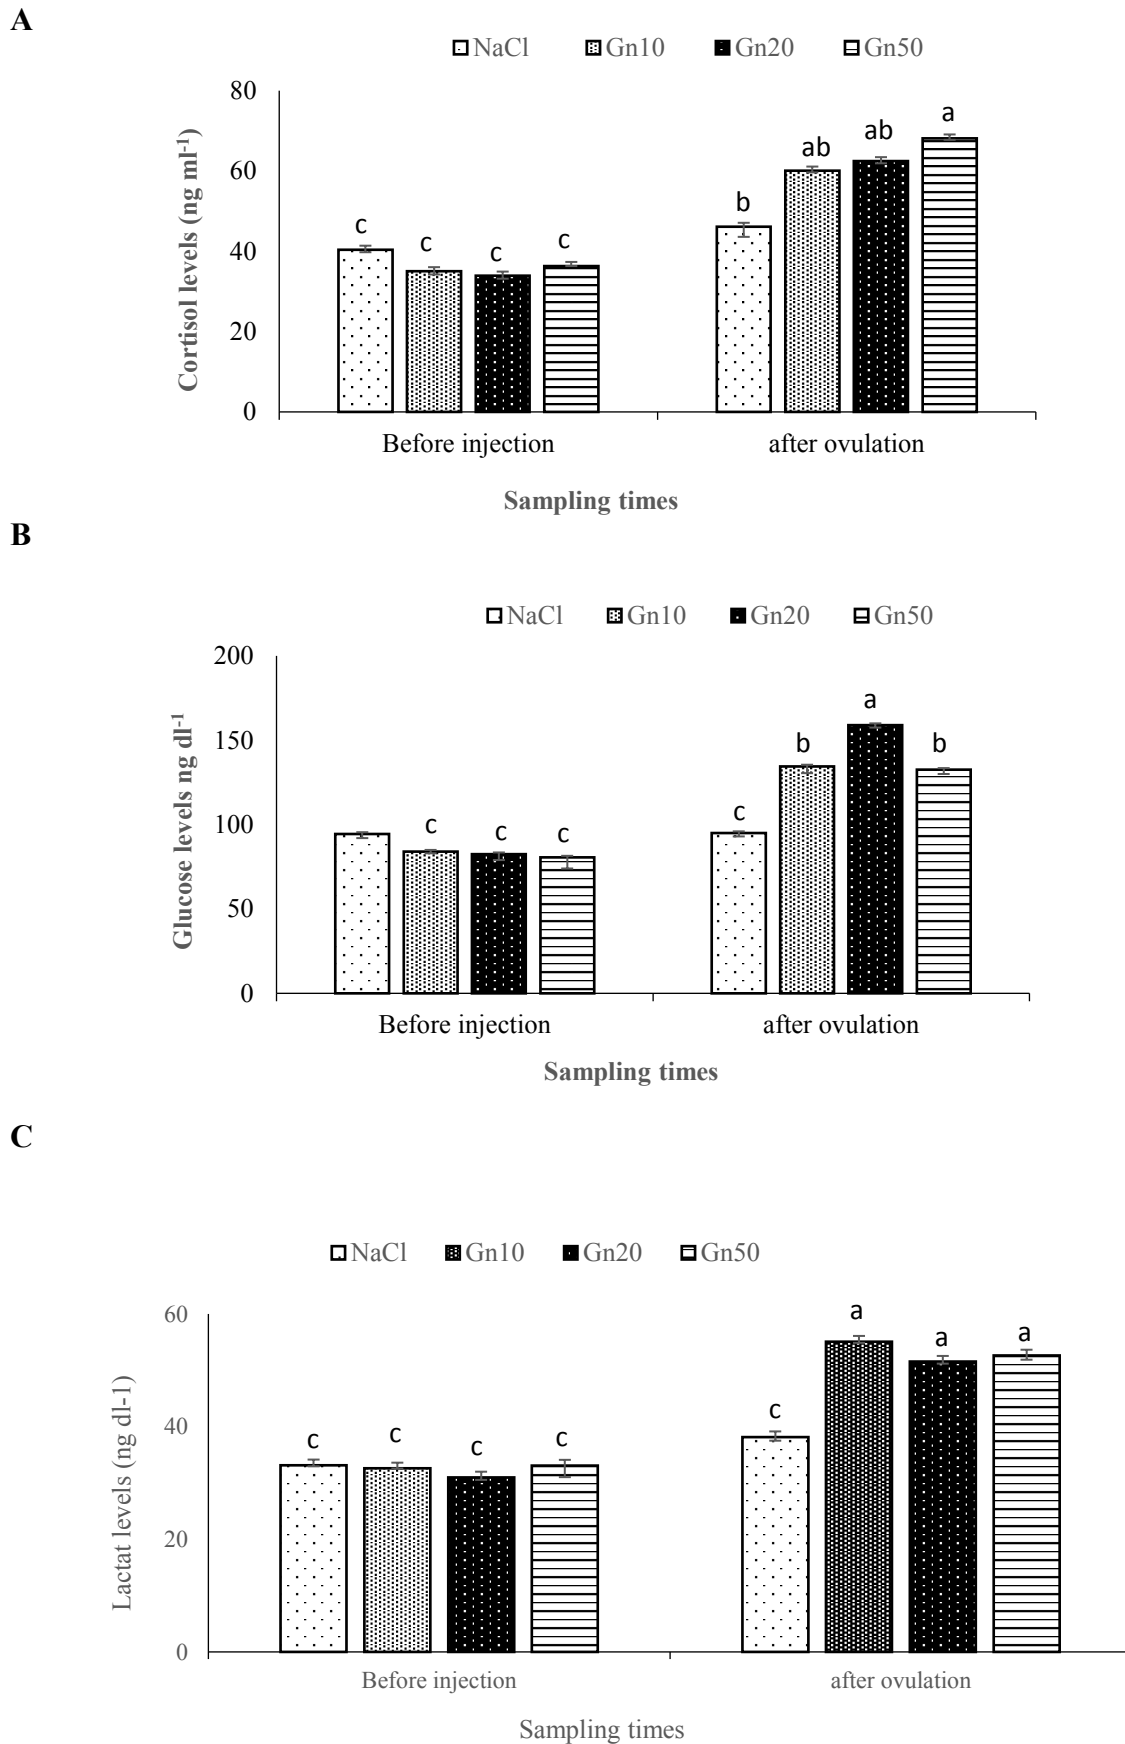 A
NaCl Gn10 Gn20 Gn50
80
60
40
20
0
Cortisol levels (ng ml-1)
c c c c b ab ab a
Before injection after ovulation
Sampling times
B
NaCl Gn10 Gn20 Gn50
200
150
100
50
0
Glucose levels ng dl-1
c c c c b a b
Before injection after ovulation
Sampling times
C
NaCl Gn10 Gn20 Gn50
60
40
20
0
Lactat levels (ng dl-1)
c c c c c a a a
Before injection after ovulation
Sampling times